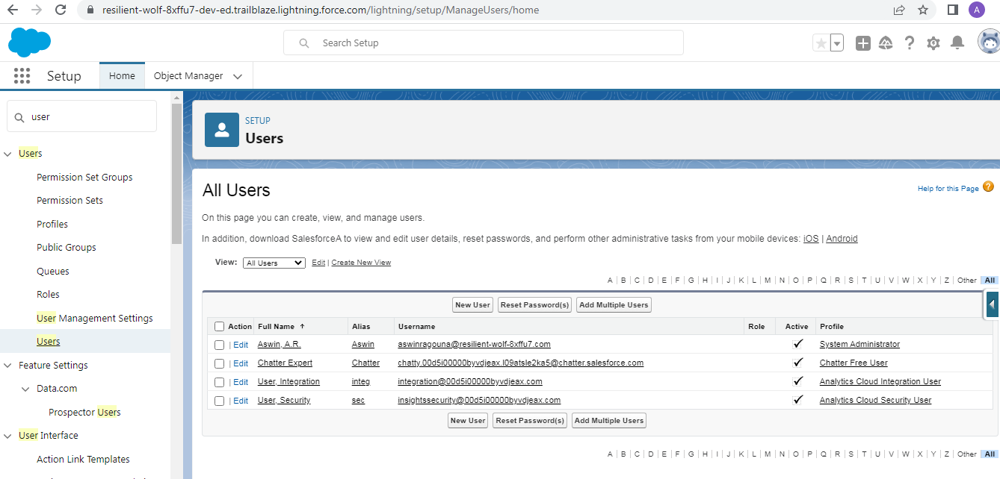 resilient-wolf-8xffu7-dev-ed.trailblaze.lightning.force.com/lightning/setup/ManageUsers/home
A
Search Setup
Setup
Home
Object Manager
user
Users
Permission Set Groups
Permission Sets
Profiles
Public Groups
Queues
Roles
User Management Settings
Users
Feature Settings
Data.com
Prospector Users
User Interface
Action Link Templates
SETUP
Users
All Users
Help for this Page ?
On this page you can create, view, and manage users.
In addition, download SalesforceA to view and edit user details, reset passwords, and perform other administrative tasks from your mobile devices: iOS | Android
View: All Users Edit | Create New View
A | B | C | D | E | F | G | H | I | J | K | L | M | N | O | P | Q | R | S | T | U | V | W | X | Y | Z | Other | All
New User Reset Password(s) Add Multiple Users
Action Full Name ↑ Alias Username Role Active Profile
| Edit Aswin, A.R. Aswin aswinragouna@resilient-wolf-8xffu7.com ✓ System Administrator
| Edit Chatter Expert Chatter chatty.00d5i00000byvdjeax.l09atsle2ka5@chatter.salesforce.com ✓ Chatter Free User
| Edit User, Integration integ integration@00d5i00000byvdjeax.com ✓ Analytics Cloud Integration User
| Edit User, Security sec insightssecurity@00d5i00000byvdjeax.com ✓ Analytics Cloud Security User
New User Reset Password(s) Add Multiple Users
A | B | C | D | E | F | G | H | I | J | K | L | M | N | O | P | Q | R | S | T | U | V | W | X | Y | Z | Other | All